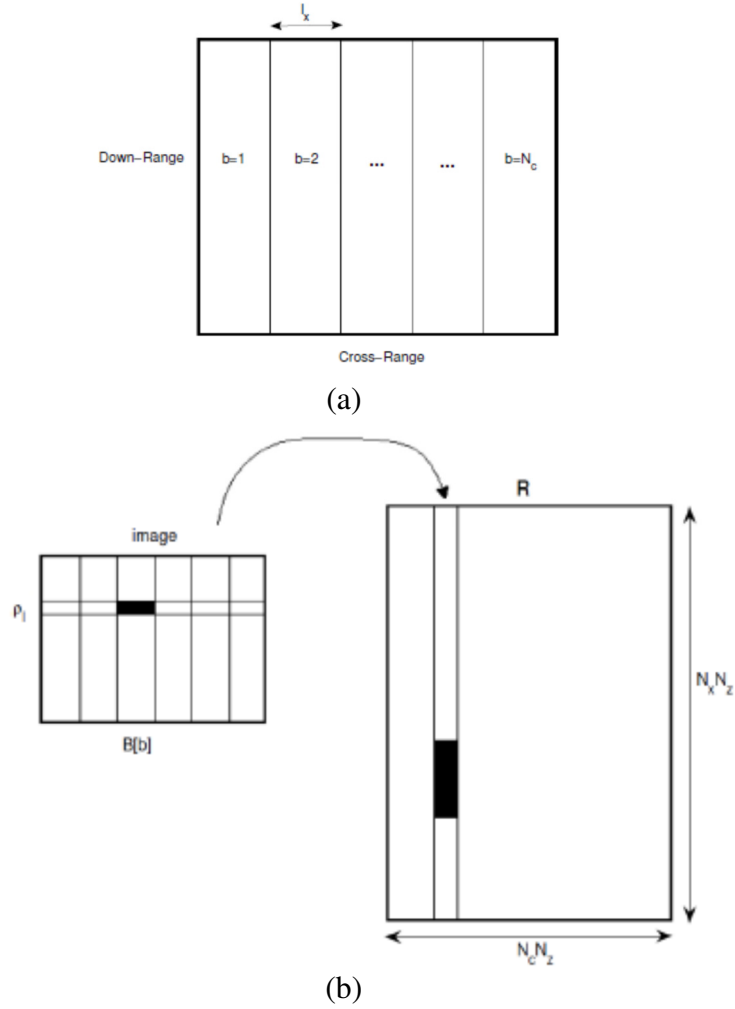 l_x
Down-Range b=1 b=2 ... ... b=N_c
Cross-Range
(a)
R
image
ρ_l
N_xN_z
B[b]
N_cN_z
(b)